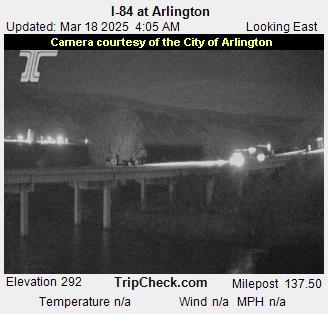 I-84 at Arlington
Updated: Mar 18 2025 4:05 AM Looking East
Camera courtesy of the City of Arlington
Elevation 292 TripCheck.com Milepost 137.50
Temperature n/a Wind n/a MPH n/a